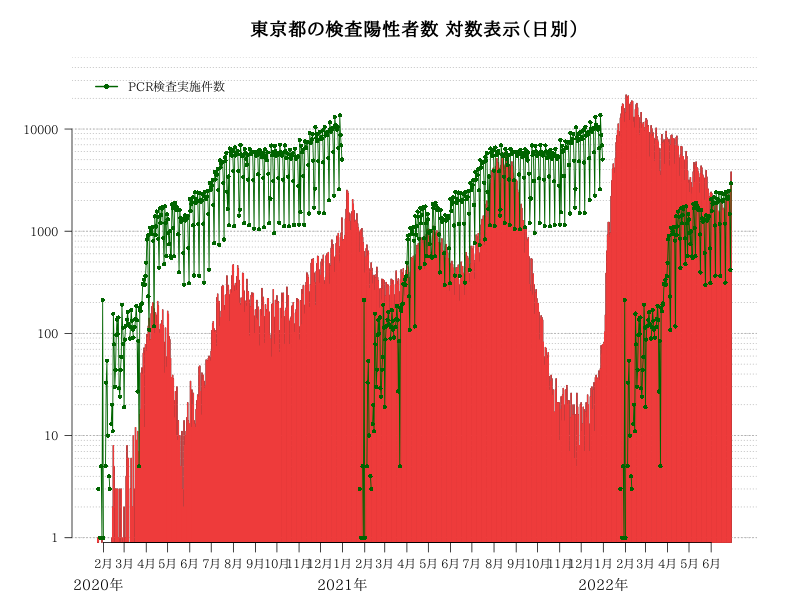 東京都の検査陽性者数 対数表示（日別）
PCR検査実施件数
10000
1000
100
10
1
2月 3月 4月 5月 6月 7月 8月 9月 10月 11月 12月 1月 2月 3月 4月 5月 6月 7月 8月 9月 10月 11月 12月 1月 2月 3月 4月 5月 6月
2020年 2021年 2022年